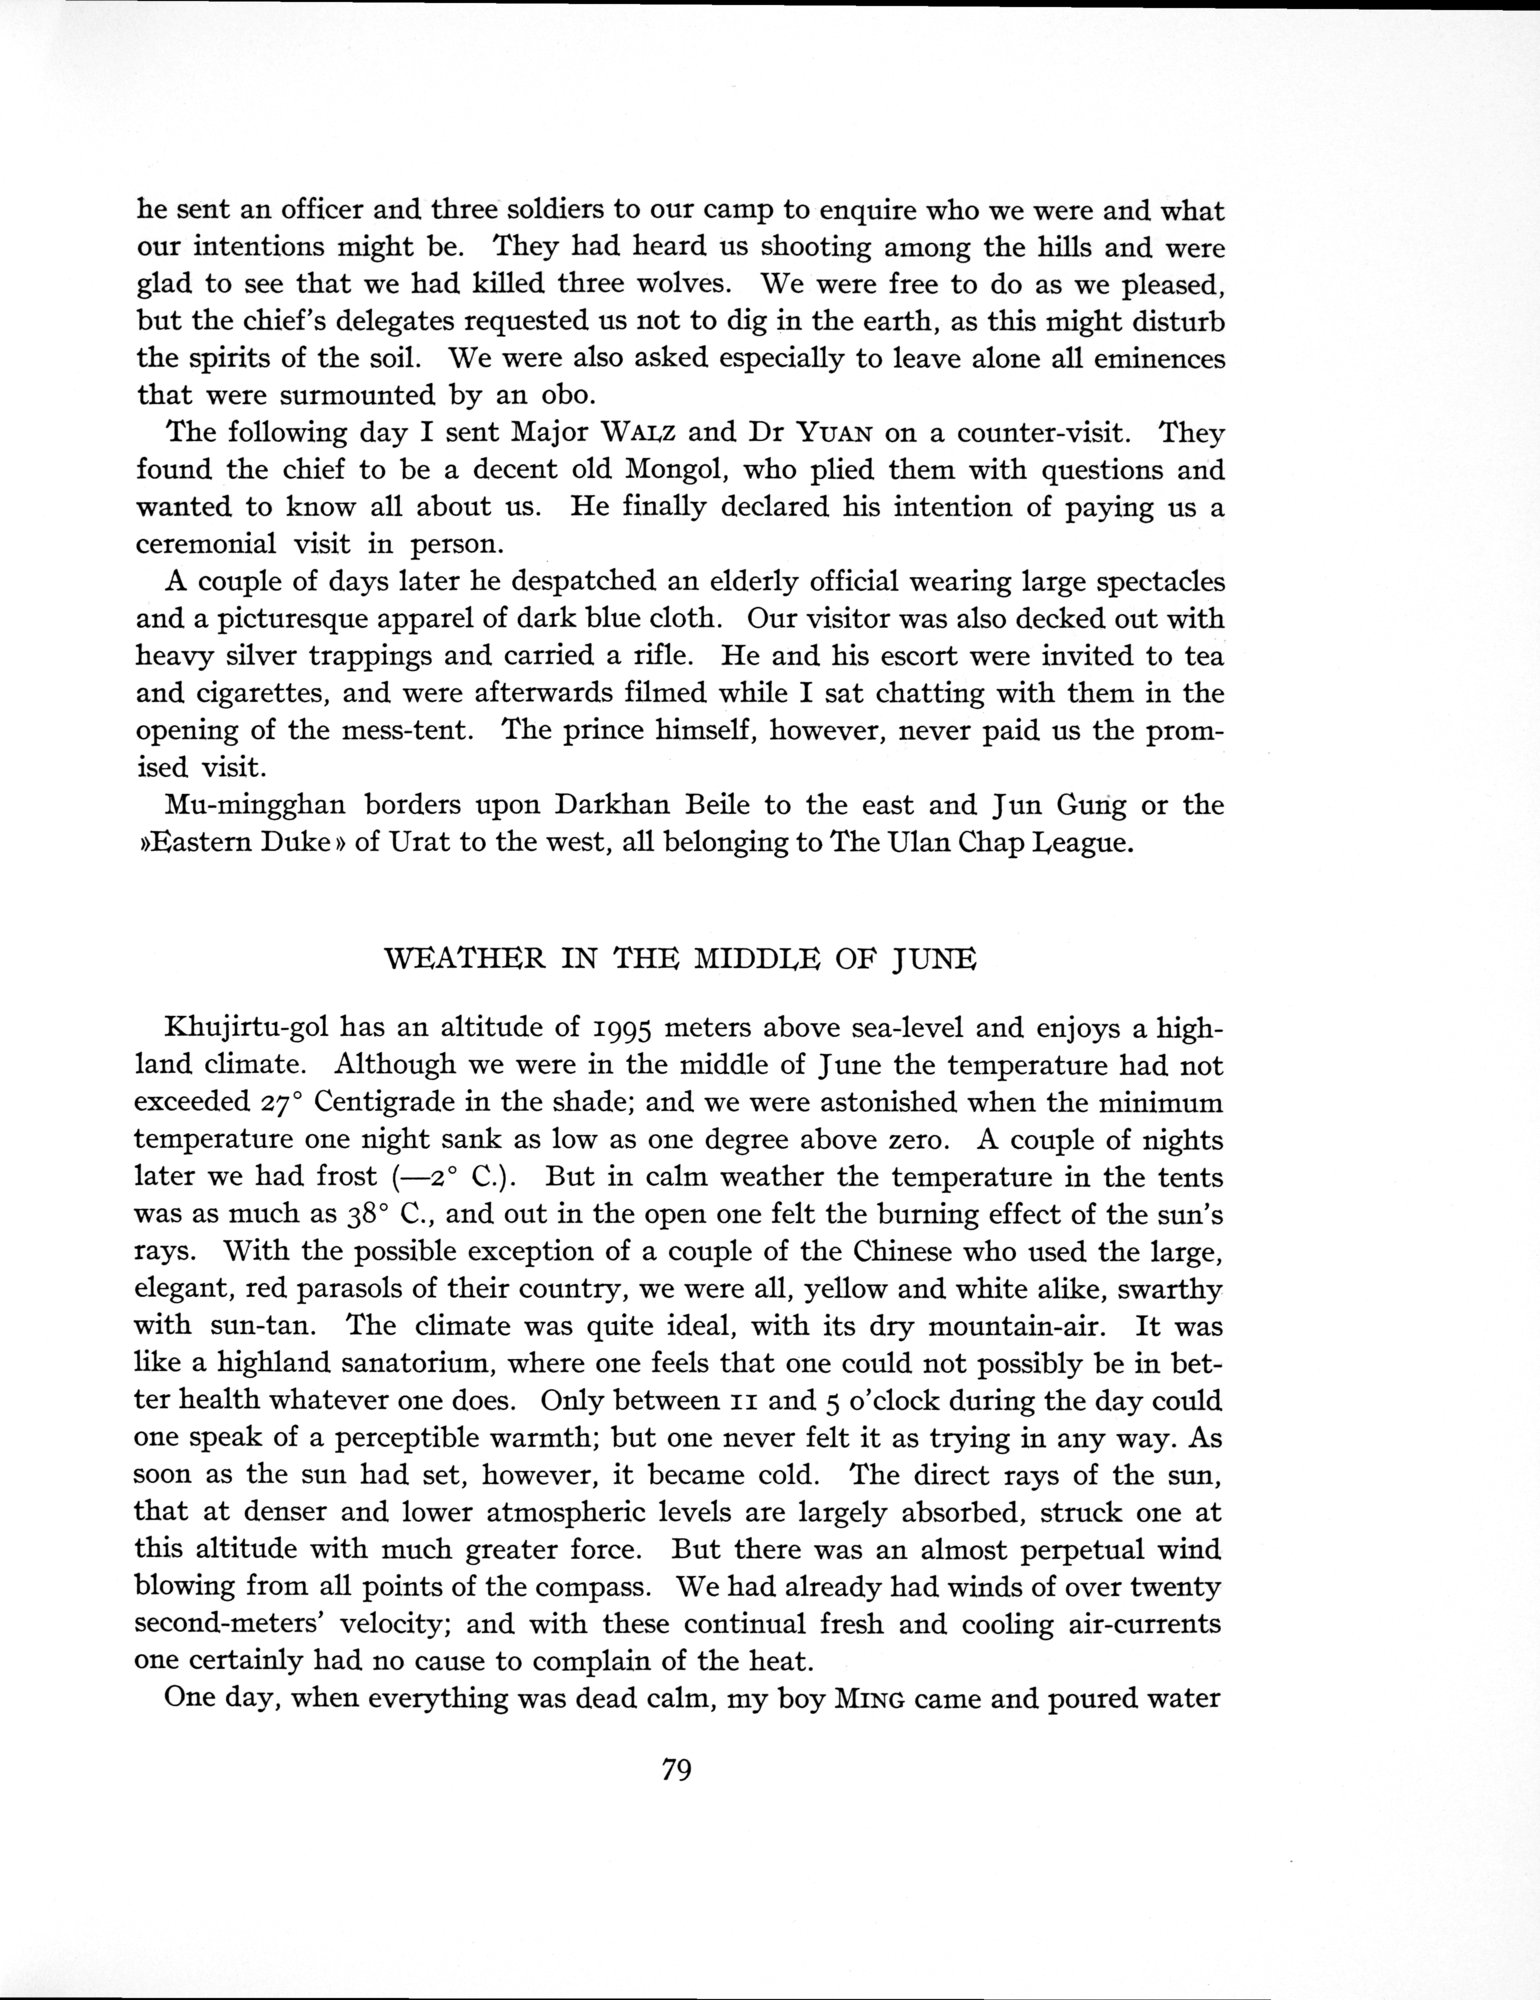 he sent an officer and three soldiers to our camp to enquire who we were and what
our intentions might be. They had heard us shooting among the hills and were
glad to see that we had killed three wolves. We were free to do as we pleased,
but the chief's delegates requested us not to dig in the earth, as this might disturb
the spirits of the soil. We were also asked especially to leave alone all eminences
that were surmounted by an obo.
The following day I sent Major WALZ and Dr YUAN on a counter-visit. They
found the chief to be a decent old Mongol, who plied them with questions and
wanted to know all about us. He finally declared his intention of paying us a
ceremonial visit in person.
A couple of days later he despatched an elderly official wearing large spectacles
and a picturesque apparel of dark blue cloth. Our visitor was also decked out with
heavy silver trappings and carried a rifle. He and his escort were invited to tea
and cigarettes, and were afterwards filmed while I sat chatting with them in the
opening of the mess-tent. The prince himself, however, never paid us the prom-
ised visit.
Mu-mingghan borders upon Darkhan Beile to the east and Jun Gung or the
»Eastern Duke» of Urat to the west, all belonging to The Ulan Chap League.
WEATHER IN THE MIDDLE OF JUNE
Khujirtu-gol has an altitude of 1995 meters above sea-level and enjoys a high-
land climate. Although we were in the middle of June the temperature had not
exceeded 27° Centigrade in the shade; and we were astonished when the minimum
temperature one night sank as low as one degree above zero. A couple of nights
later we had frost (—2° C.). But in calm weather the temperature in the tents
was as much as 38° C., and out in the open one felt the burning effect of the sun's
rays. With the possible exception of a couple of the Chinese who used the large,
elegant, red parasols of their country, we were all, yellow and white alike, swarthy
with sun-tan. The climate was quite ideal, with its dry mountain-air. It was
like a highland sanatorium, where one feels that one could not possibly be in bet-
ter health whatever one does. Only between 11 and 5 o'clock during the day could
one speak of a perceptible warmth; but one never felt it as trying in any way. As
soon as the sun had set, however, it became cold. The direct rays of the sun,
that at denser and lower atmospheric levels are largely absorbed, struck one at
this altitude with much greater force. But there was an almost perpetual wind
blowing from all points of the compass. We had already had winds of over twenty
second-meters' velocity; and with these continual fresh and cooling air-currents
one certainly had no cause to complain of the heat.
One day, when everything was dead calm, my boy MING came and poured water
79